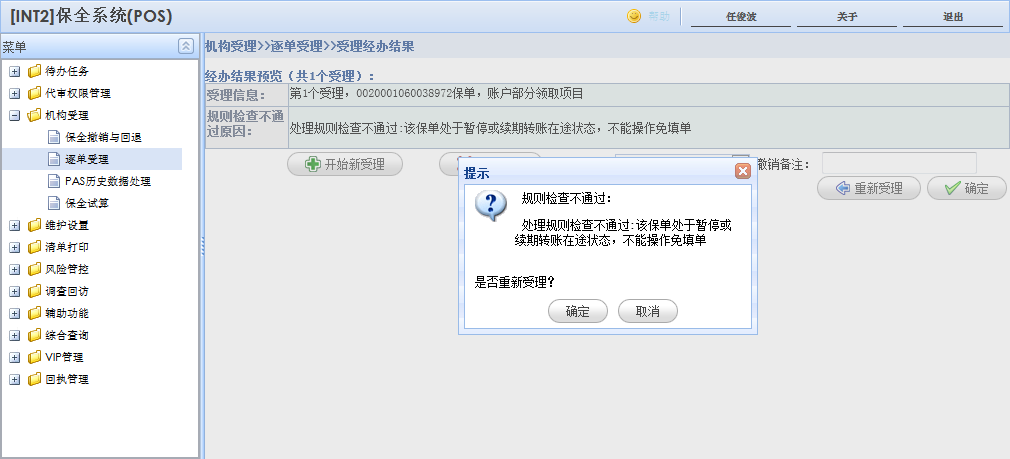 [INT2]保全系统(POS)
帮助
任俊波
关于
退出
菜单
待办任务
代审权限管理
机构受理
保全撤销与回退
逐单受理
PAS历史数据处理
保全试算
维护设置
清单打印
风险管控
调查回访
辅助功能
综合查询
VIP管理
回执管理
机构受理>>逐单受理>>受理经办结果
经办结果预览（共1个受理）：
受理信息：
第1个受理，0020001060038972保单，账户部分领取项目
规则检查不通
过原因：
处理规则检查不通过:该保单处于暂停或续期转账在途状态，不能操作免填单
开始新受理
撤销备注：
重新受理
确定
提示
规则检查不通过：
处理规则检查不通过:该保单处于暂停或
续期转账在途状态，不能操作免填单
是否重新受理？
确定
取消